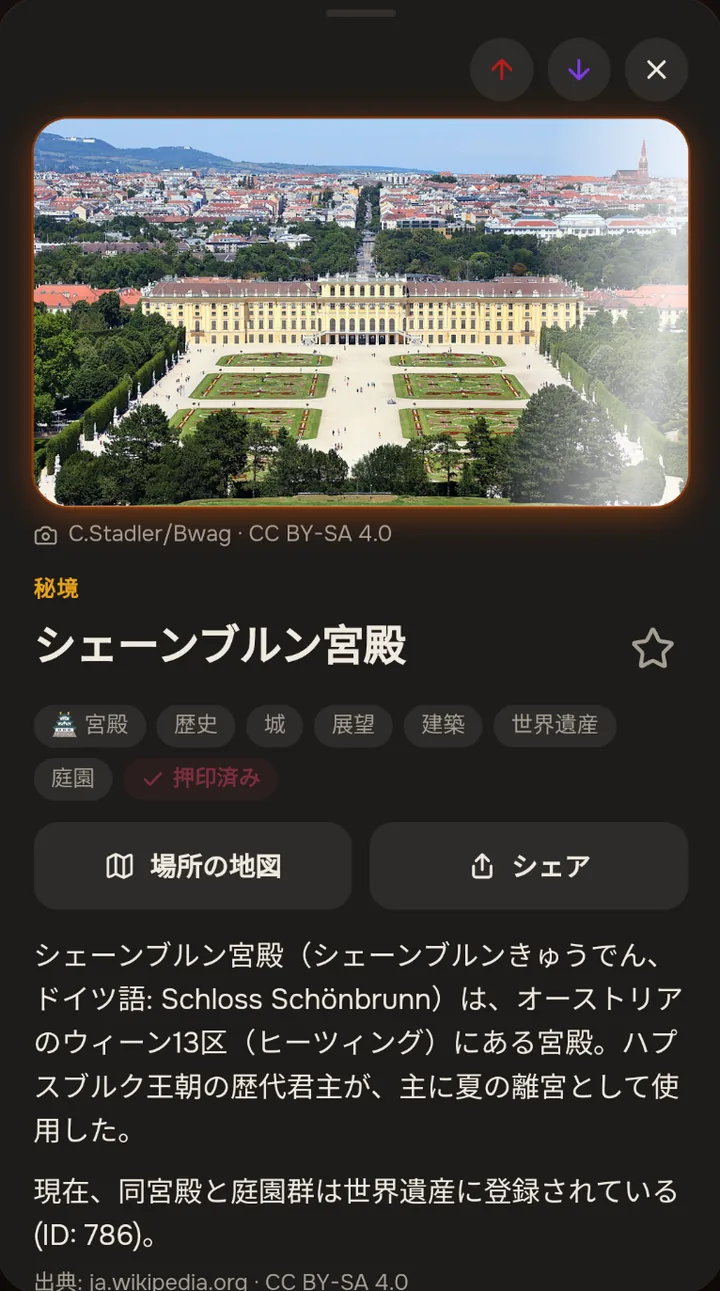 C.Stadler/Bwag · CC BY-SA 4.0
秘境
シェーンブルン宮殿
宮殿 歴史 城 展望 建築 世界遺産
庭園 押印済み
場所の地図 シェア
シェーンブルン宮殿（シェーンブルンきゅうでん、
ドイツ語: Schloss Schönbrunn）は、オーストリア
のウィーン13区（ヒーツィング）にある宮殿。ハプ
スブルク王朝の歴代君主が、主に夏の離宮として使
用した。
現在、同宮殿と庭園群は世界遺産に登録されている
(ID: 786)。
出典: ja.wikipedia.org · CC BY-SA 4.0